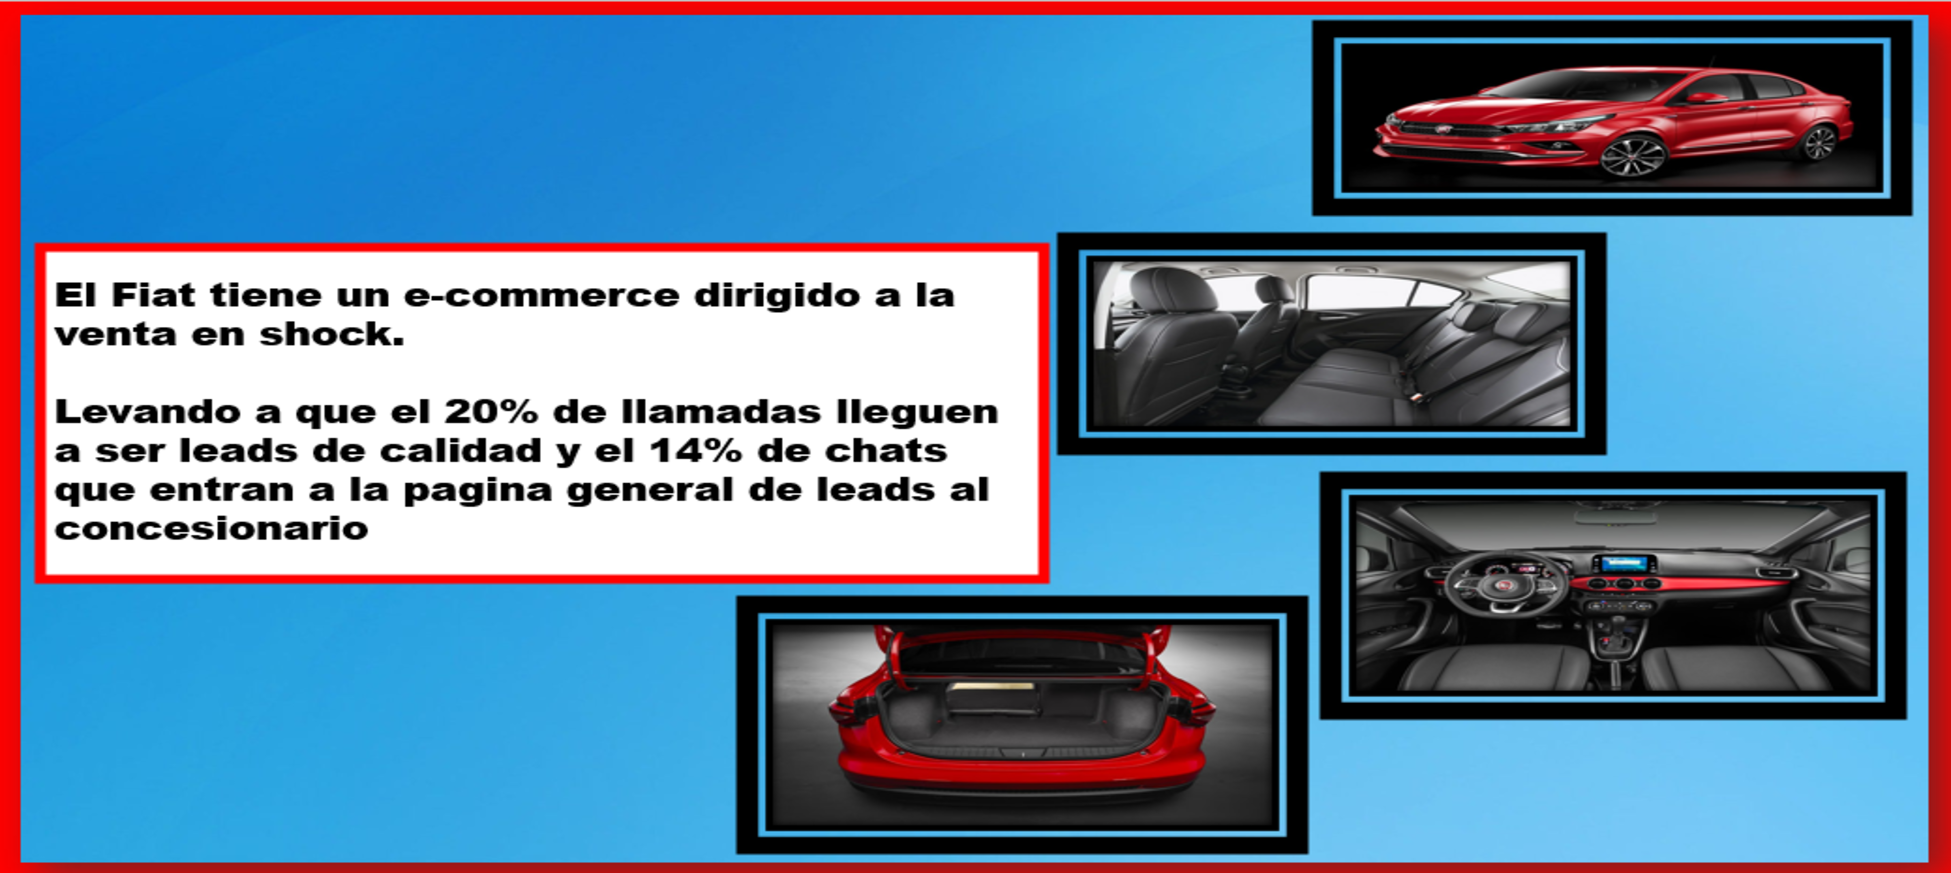 El Fiat tiene un e-commerce dirigido a la
venta en shock.
Levando a que el 20% de llamadas lleguen
a ser leads de calidad y el 14% de chats
que entran a la pagina general de leads al
concesionario